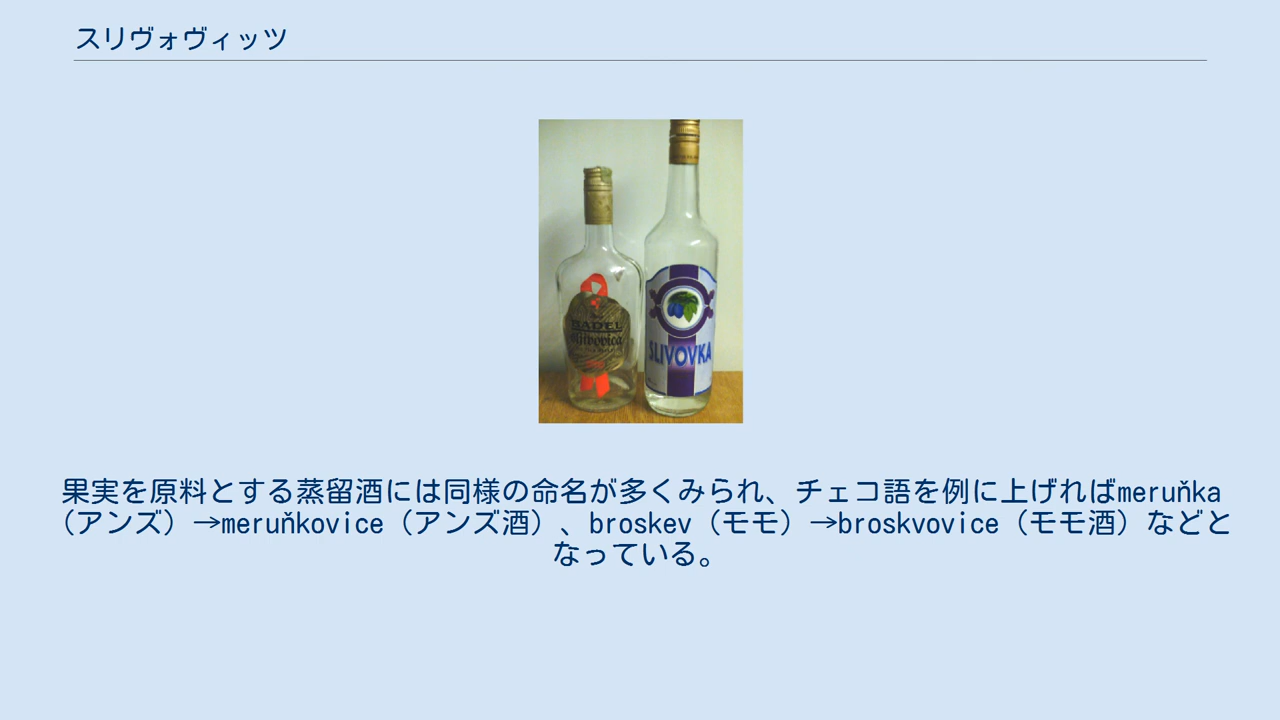 スリヴォヴィッツ
BADEL
Sljivovica
SLIVOVKA
果実を原料とする蒸留酒には同様の命名が多くみられ、チェコ語を例に上げればmeruňka
（アンズ）→meruňkovice（アンズ酒）、broskev（モモ）→broskvovice（モモ酒）などと
なっている。